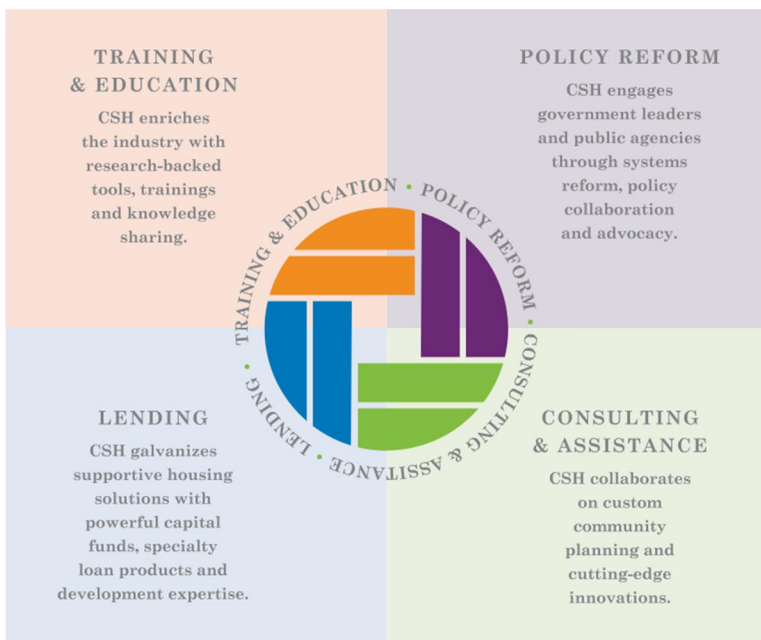 TRAINING
& EDUCATION
CSH enriches
the industry with
research-backed
tools, trainings
and knowledge
sharing.
POLICY REFORM
CSH engages
government leaders
and public agencies
through systems
reform, policy
collaboration
and advocacy.
TRAINING & EDUCATION • POLICY REFORM • CONSULTING & ASSITANCE • LENDING •
LENDING
CSH galvanizes
supportive housing
solutions with
powerful capital
funds, specialty
loan products and
development expertise.
CONSULTING
& ASSISTANCE
CSH collaborates
on custom
community
planning and
cutting-edge
innovations.